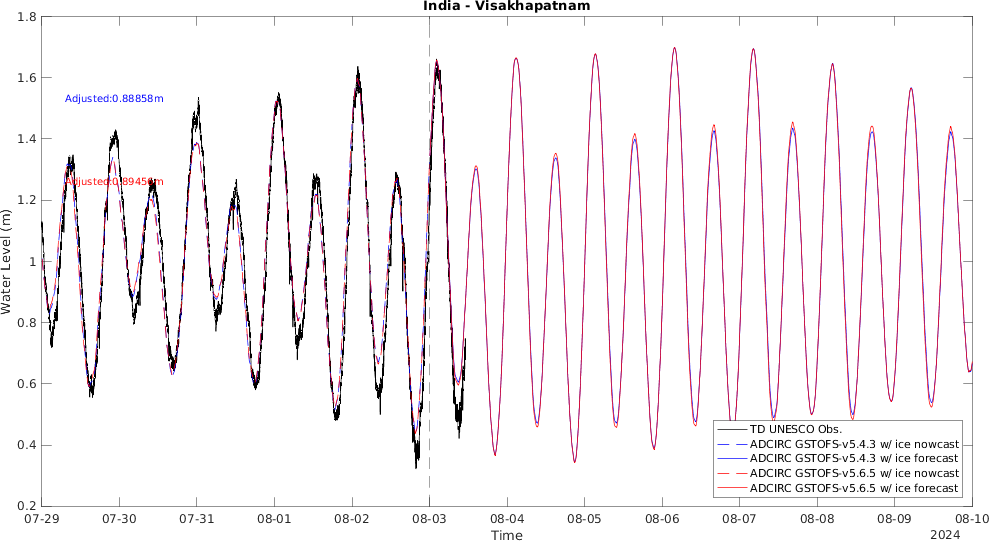 India - Visakhapatnam
1.8
1.6
1.4
1.2
1
0.8
0.6
0.4
0.2
Water Level (m)
Adjusted:0.88858m
Adjusted:0.89456m
TD UNESCO Obs.
ADCIRC GSTOFS-v5.4.3 w/ ice nowcast
ADCIRC GSTOFS-v5.4.3 w/ ice forecast
ADCIRC GSTOFS-v5.6.5 w/ ice nowcast
ADCIRC GSTOFS-v5.6.5 w/ ice forecast
07-29 07-30 07-31 08-01 08-02 08-03 08-04 08-05 08-06 08-07 08-08 08-09 08-10
Time
2024